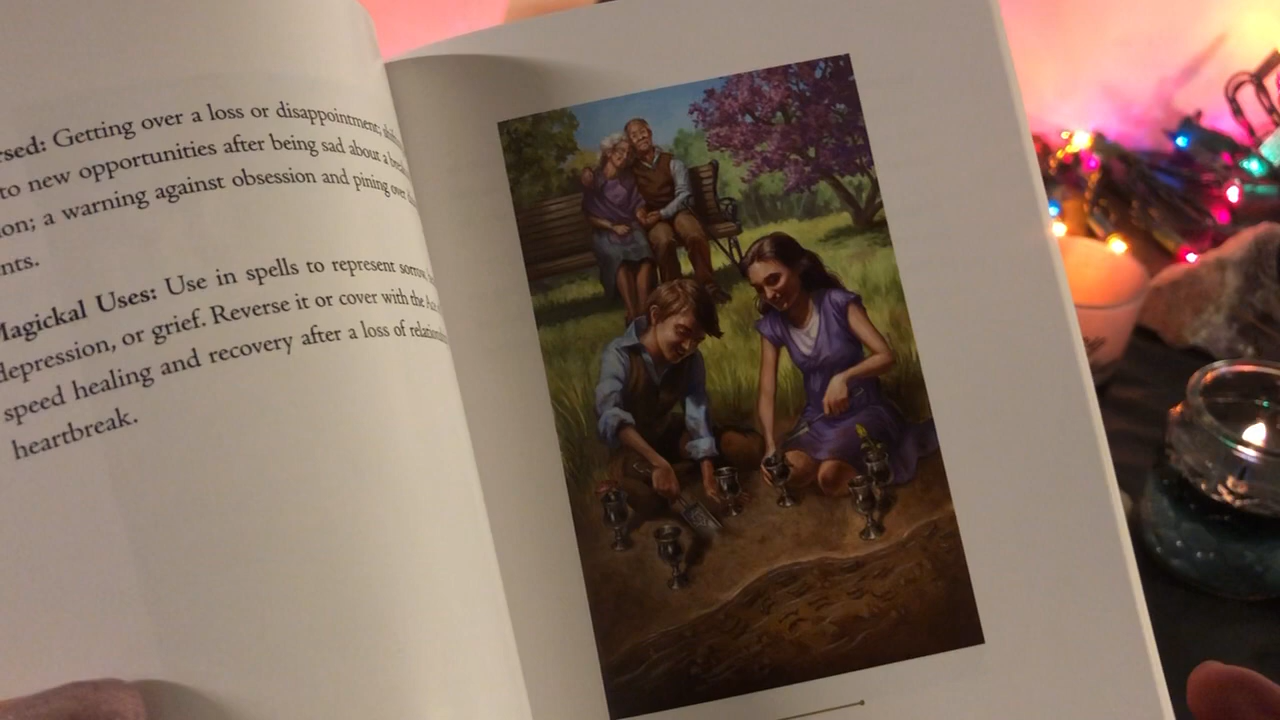 rsed: Getting over a loss or disappointment;
to new opportunities after being sad about a
on; a warning against obsession and pining over
nts.
Magickal Uses: Use in spells to represent sorrow,
depression, or grief. Reverse it or cover with the
speed healing and recovery after a loss of
heartbreak.